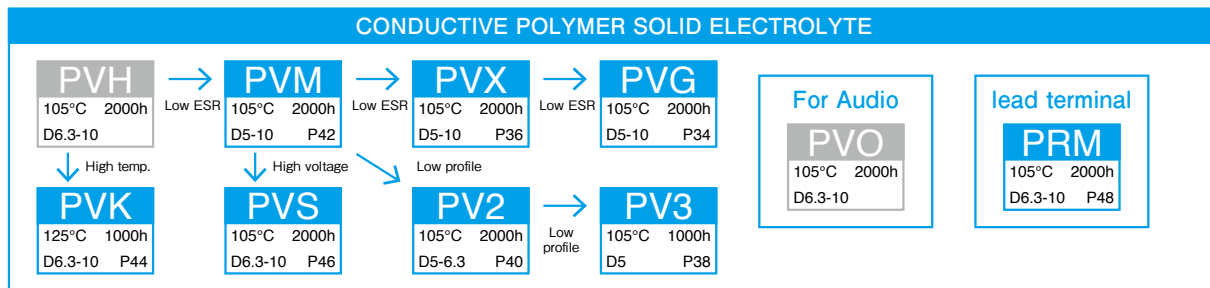 CONDUCTIVE POLYMER SOLID ELECTROLYTE
PVH
105°C 2000h
D6.3-10
Low ESR
PVM
105°C 2000h
D5-10 P42
Low ESR
PVX
105°C 2000h
D5-10 P36
Low ESR
PVG
105°C 2000h
D5-10 P34
High temp.
High voltage
Low profile
PVK
125°C 1000h
D6.3-10 P44
PVS
105°C 2000h
D6.3-10 P46
PV2
105°C 2000h
D5-6.3 P40
Low
profile
PV3
105°C 1000h
D5 P38
For Audio
PVO
105°C 2000h
D6.3-10
lead terminal
PRM
105°C 2000h
D6.3-10 P48